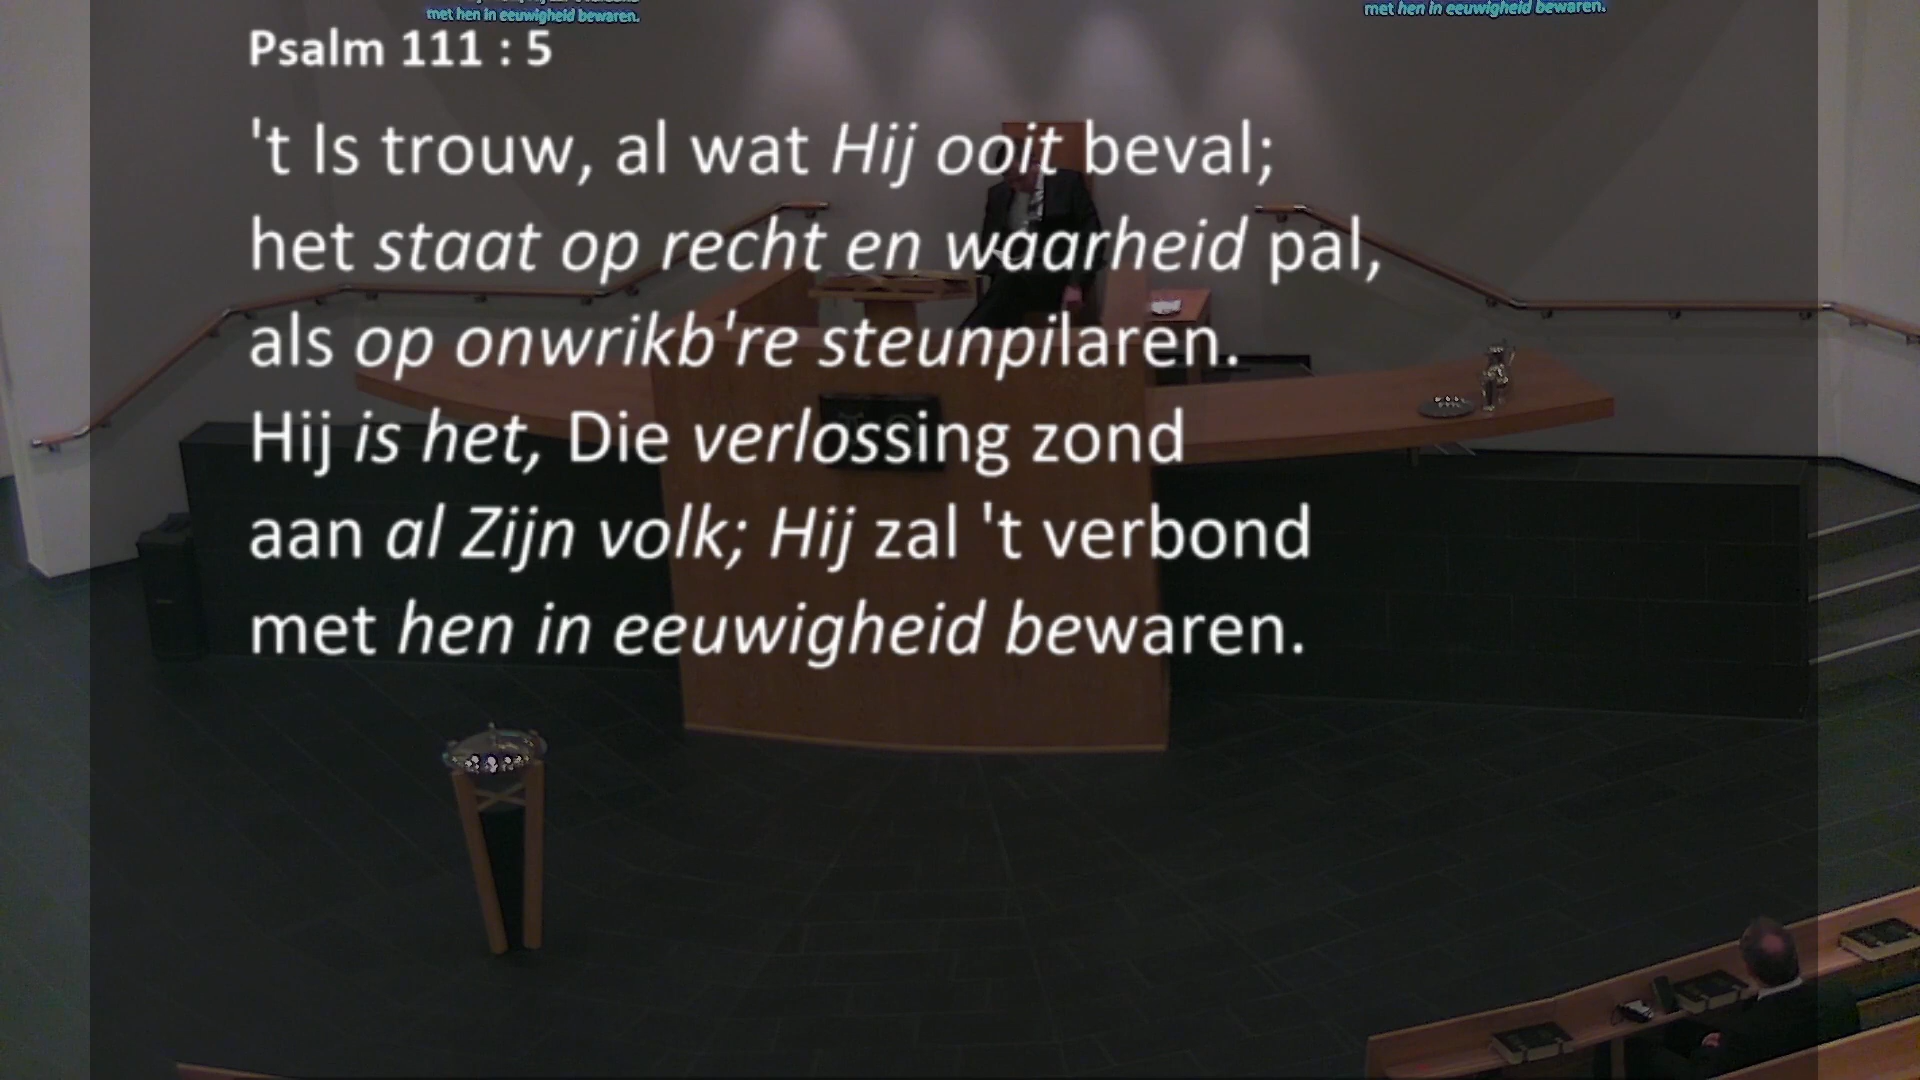 met hen in eeuwigheid bewaren.
met hen in eeuwigheid bewaren.
Psalm 111 : 5
't Is trouw, al wat Hij ooit beval;
het staat op recht en waarheid pal,
als op onwrikb're steunpilaren.
Hij is het, Die verlossing zond
aan al Zijn volk; Hij zal 't verbond
met hen in eeuwigheid bewaren.